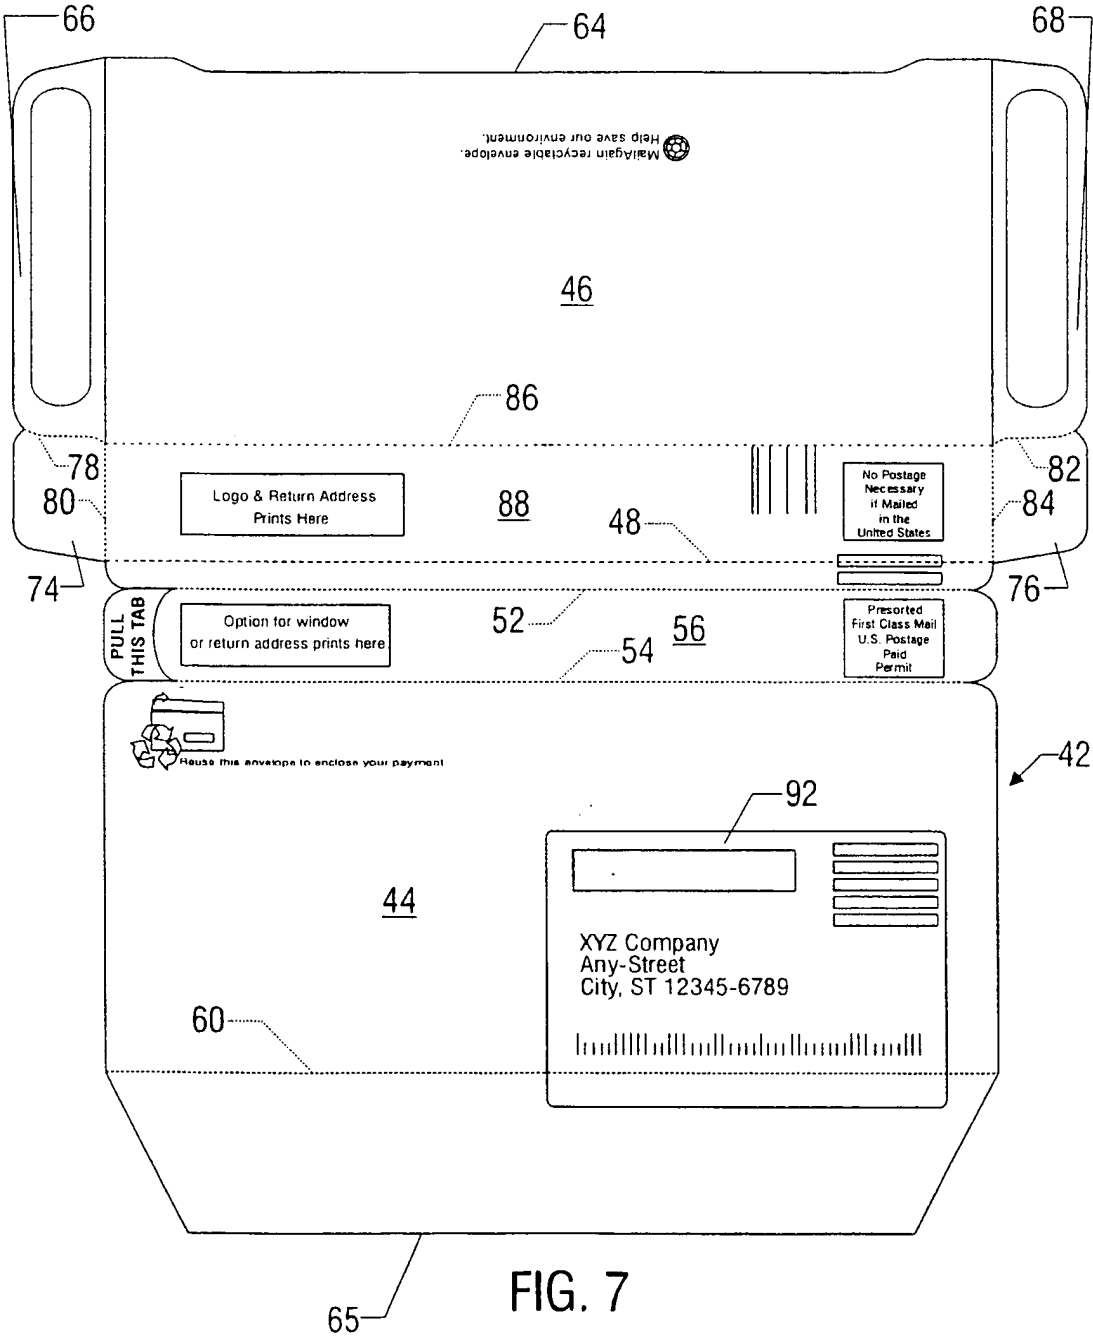 66
64
68
MailAgain recyclable envelope.
Help save our environment.
46
86
78
82
80
Logo & Return Address
Prints Here
88
48
No Postage
Necessary
if Mailed
in the
United States
84
74
76
PULL
THIS TAB
Option for window
or return address prints here
52
54
56
Presorted
First Class Mail
U.S. Postage
Paid
Permit
Reuse this envelope to enclose your payment
42
92
44
XYZ Company
Any-Street
City, ST 12345-6789
60
65
FIG. 7